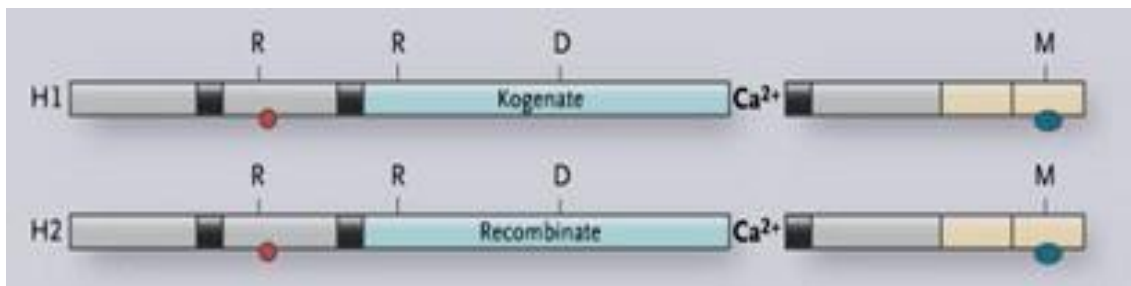 R R D M
H1 Kogenate Ca²⁺
R R D M
H2 Recombinate Ca²⁺